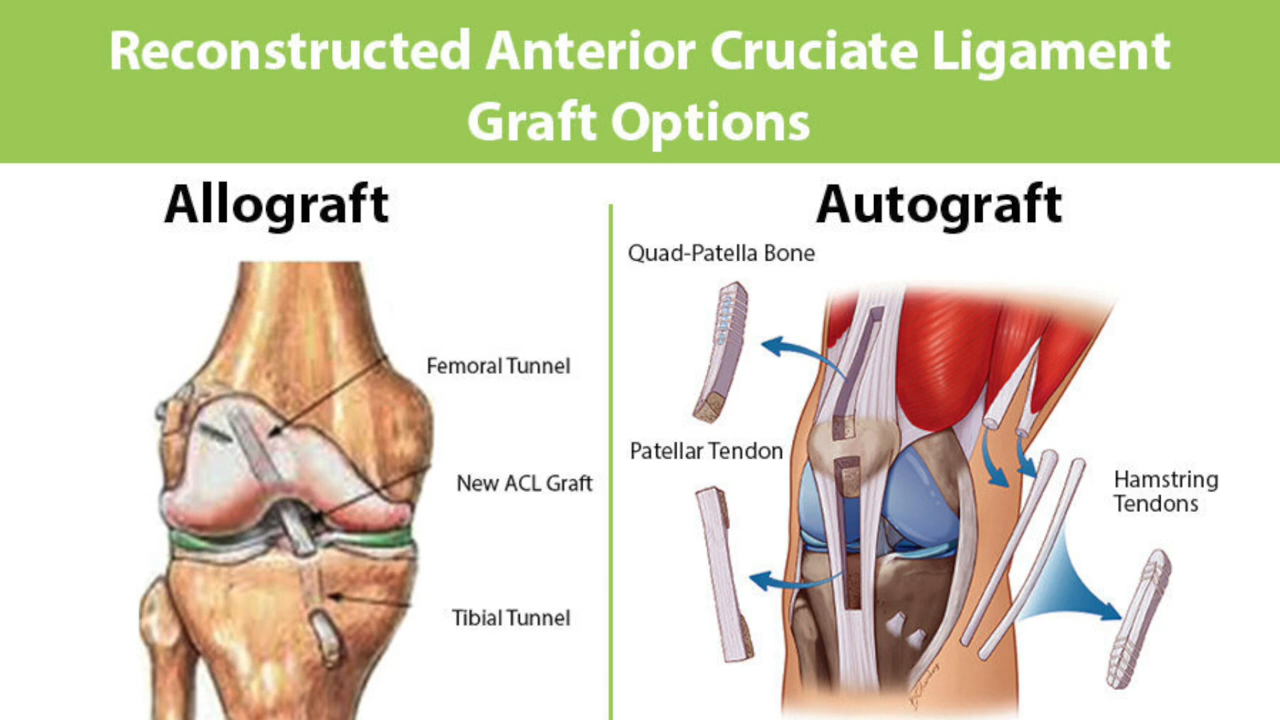 Reconstructed Anterior Cruciate Ligament
Graft Options
Allograft
Femoral Tunnel
New ACL Graft
Tibial Tunnel
Autograft
Quad-Patella Bone
Patellar Tendon
Hamstring
Tendons